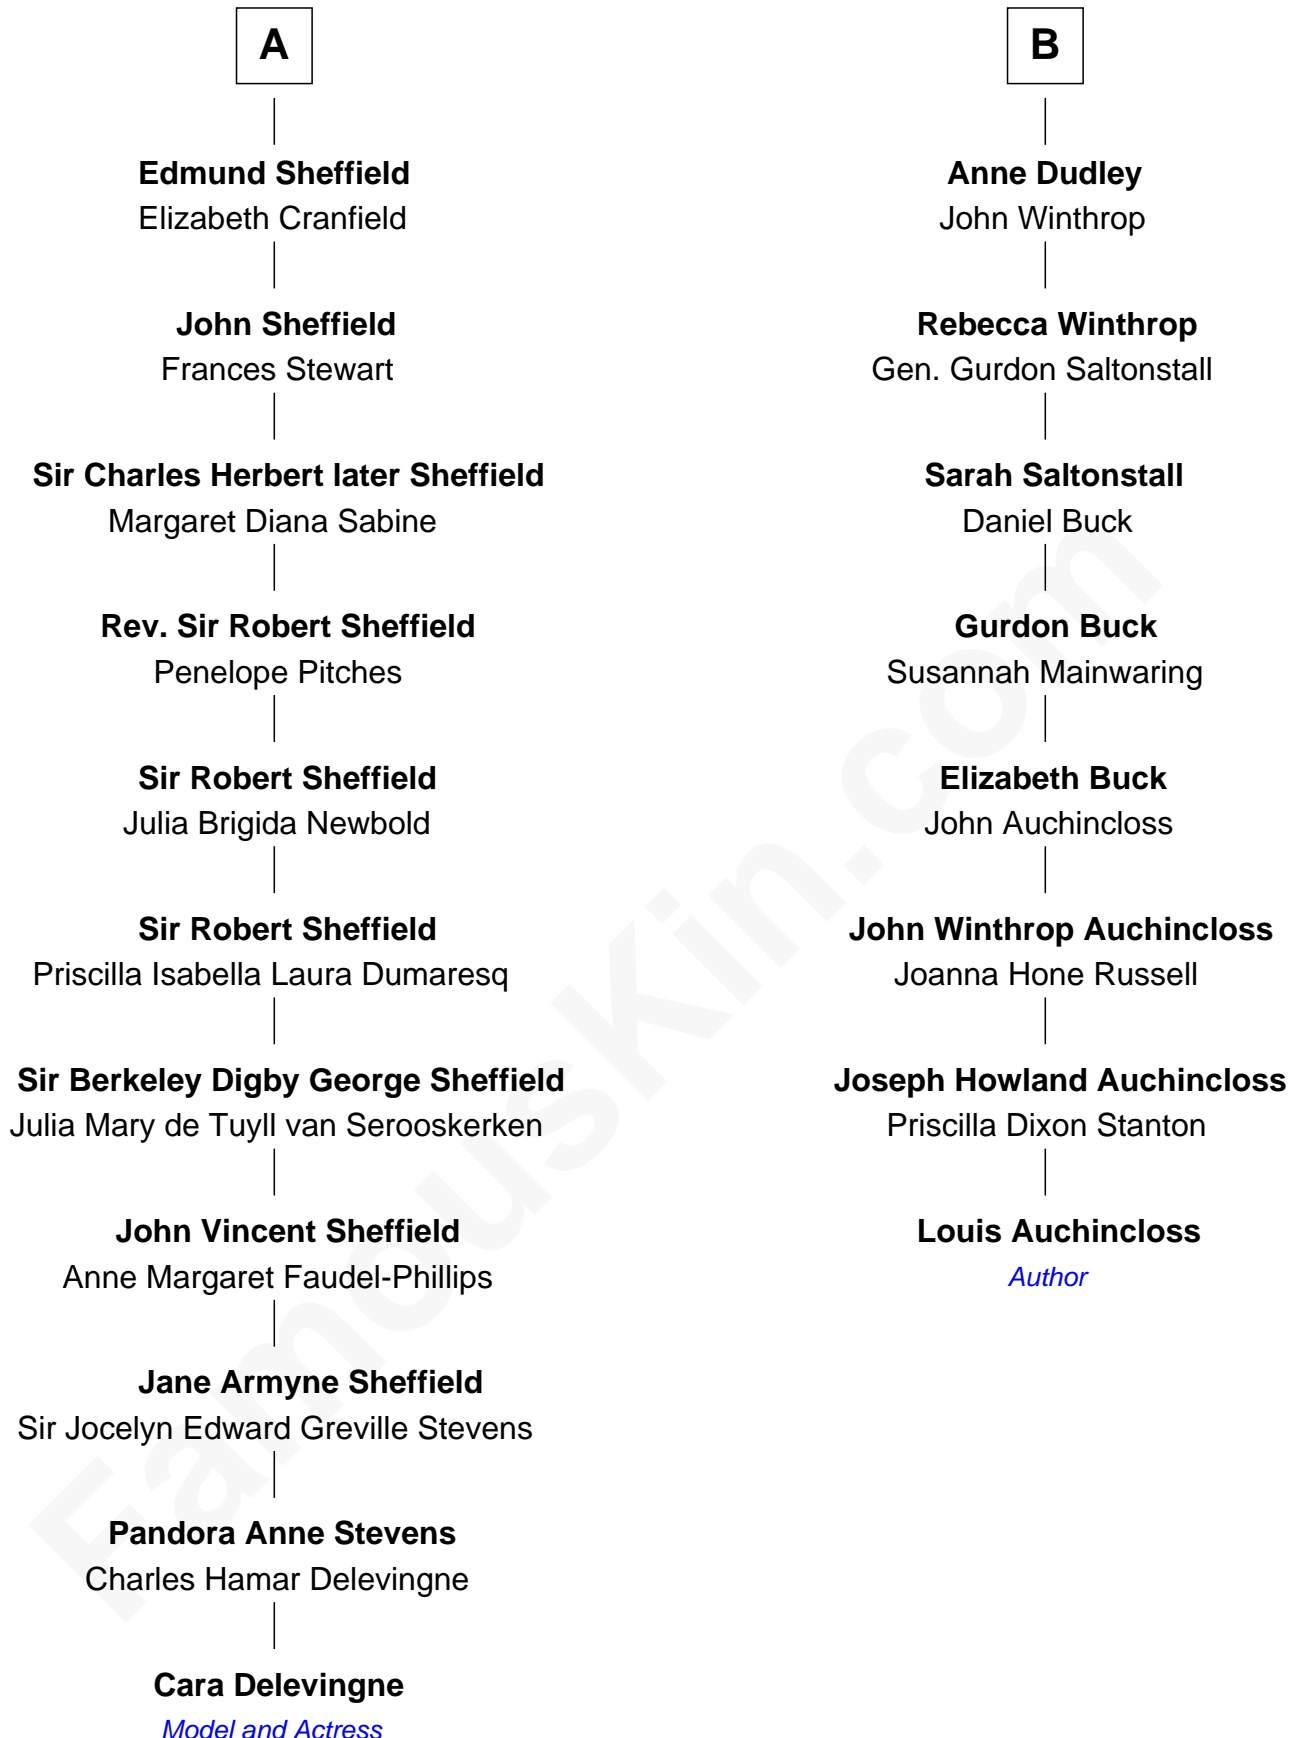 A
Edmund Sheffield
Elizabeth Cranfield
John Sheffield
Frances Stewart
Sir Charles Herbert later Sheffield
Margaret Diana Sabine
Rev. Sir Robert Sheffield
Penelope Pitches
Sir Robert Sheffield
Julia Brigida Newbold
Sir Robert Sheffield
Priscilla Isabella Laura Dumaresq
Sir Berkeley Digby George Sheffield
Julia Mary de Tuyll van Serooskerken
John Vincent Sheffield
Anne Margaret Faudel-Phillips
Jane Armyne Sheffield
Sir Jocelyn Edward Greville Stevens
Pandora Anne Stevens
Charles Hamar Delevingne
Cara Delevingne
Model and Actress
B
Anne Dudley
John Winthrop
Rebecca Winthrop
Gen. Gurdon Saltonstall
Sarah Saltonstall
Daniel Buck
Gurdon Buck
Susannah Mainwaring
Elizabeth Buck
John Auchincloss
John Winthrop Auchincloss
Joanna Hone Russell
Joseph Howland Auchincloss
Priscilla Dixon Stanton
Louis Auchincloss
Author
FamousKin.com